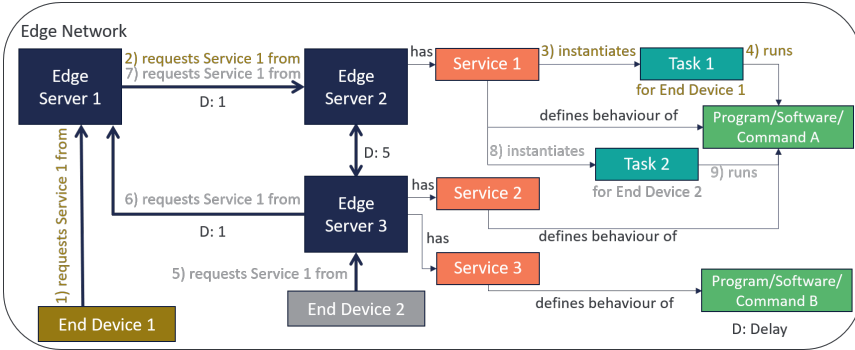 Edge Network
Edge
Server 1
2) requests Service 1 from
7) requests Service 1 from
D: 1
Edge
Server 2
has
Service 1
3) instantiates
Task 1
4) runs
for End Device 1
defines behaviour of
Program/Software/
Command A
8) instantiates
Task 2
9) runs
for End Device 2
D: 5
1) requests Service 1 from
6) requests Service 1 from
D: 1
Edge
Server 3
has
Service 2
defines behaviour of
has
Service 3
defines behaviour of
Program/Software/
Command B
5) requests Service 1 from
End Device 1
End Device 2
D: Delay